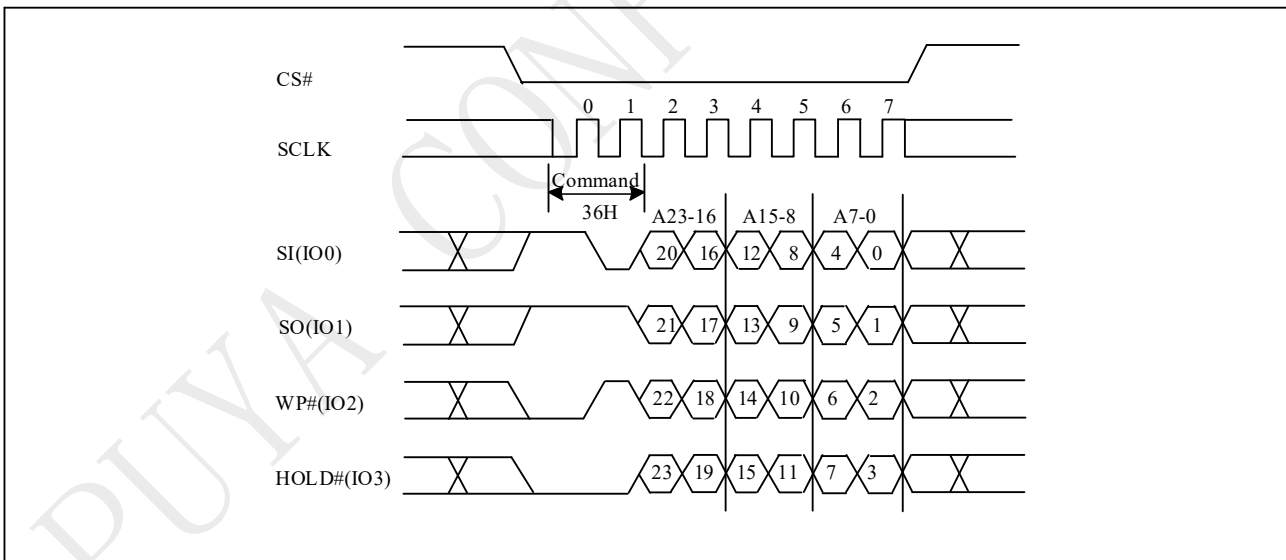 PUYA CONF
CS#
0 1 2 3 4 5 6 7
SCLK
Command
36H
A23-16 A15-8 A7-0
SI(IO0) 20 16 12 8 4 0
SO(IO1) 21 17 13 9 5 1
WP#(IO2) 22 18 14 10 6 2
HOLD#(IO3) 23 19 15 11 7 3